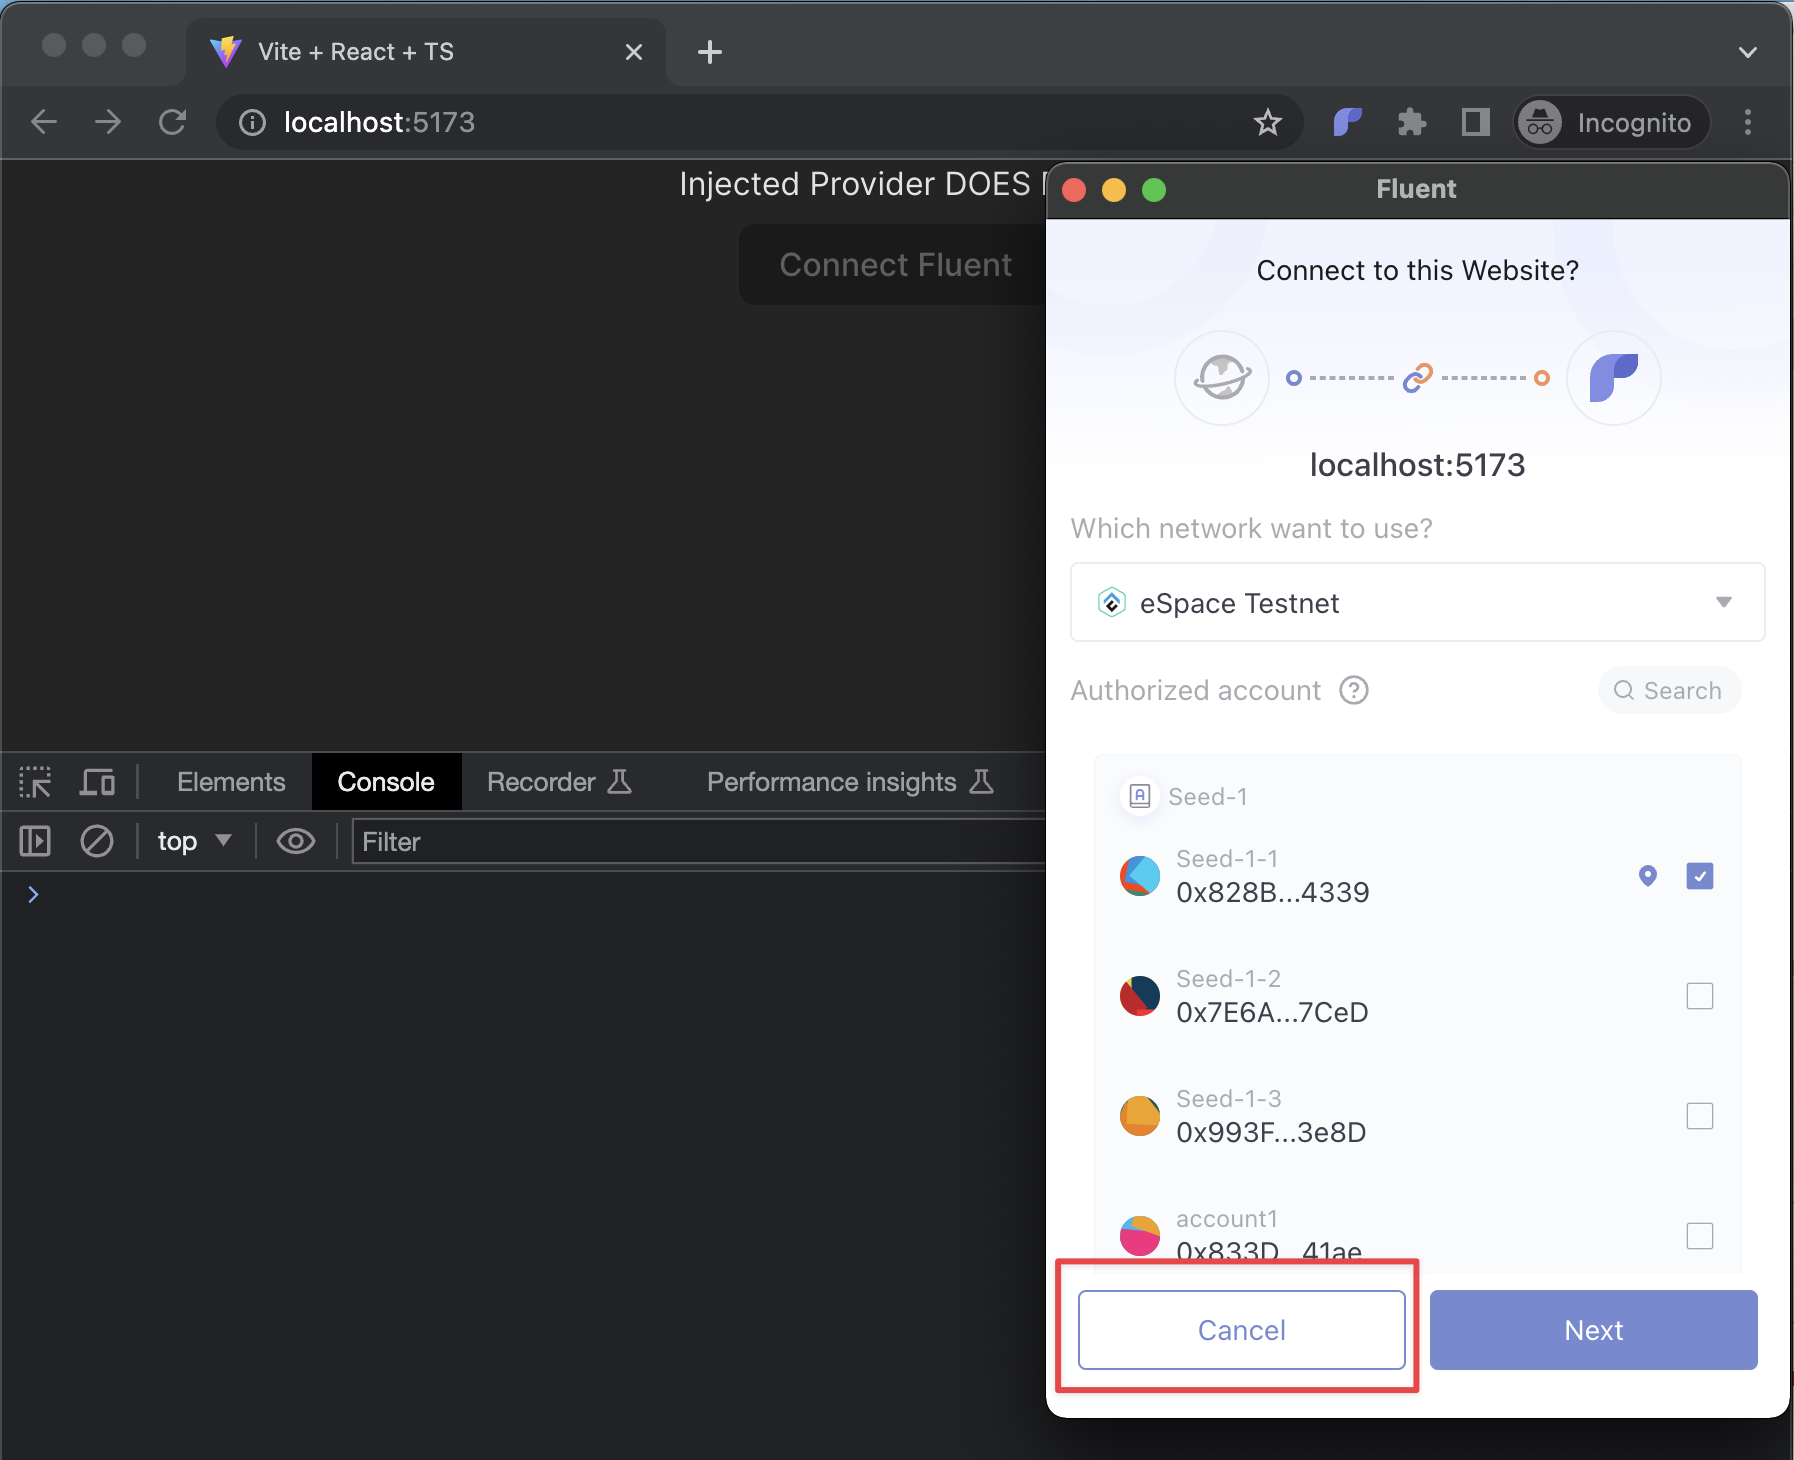 Vite + React + TS
localhost:5173
Incognito
Injected Provider DOES
Connect Fluent
Fluent
Connect to this Website?
localhost:5173
Which network want to use?
eSpace Testnet
Authorized account
Search
Seed-1
Seed-1-1
0x828B...4339
Seed-1-2
0x7E6A...7CeD
Seed-1-3
0x993F...3e8D
account1
0x833D...41ae
Cancel
Next
Elements
Console
Recorder
Performance insights
top
Filter